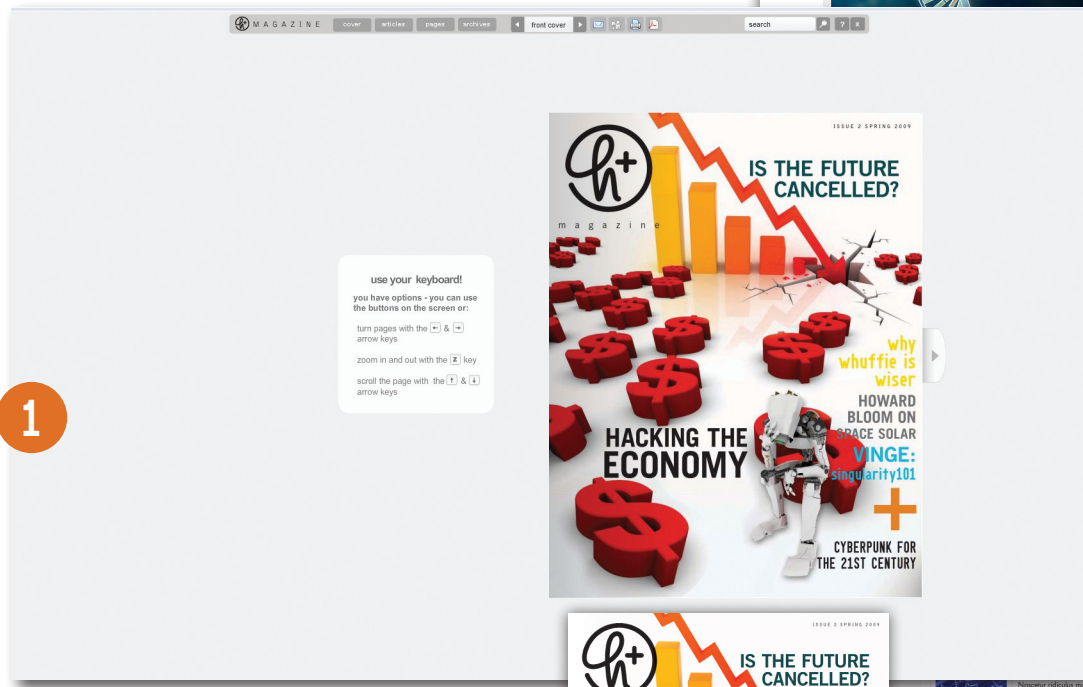 h+ MAGAZINE cover articles pages archives front cover search ? x
ISSUE 2 SPRING 2009
h+
IS THE FUTURE
CANCELLED?
magazine
use your keyboard!
you have options - you can use
the buttons on the screen or:
turn pages with the ← & →
arrow keys
zoom in and out with the z key
scroll the page with the ↑ & ↓
arrow keys
why
whuffie is
wiser
HOWARD
BLOOM ON
SPACE SOLAR
VINGE:
singularity101
+
HACKING THE
ECONOMY
CYBERPUNK FOR
THE 21ST CENTURY
1
ISSUE 2 SPRING 2009
h+
IS THE FUTURE
CANCELLED?
Nascetur ridiculus